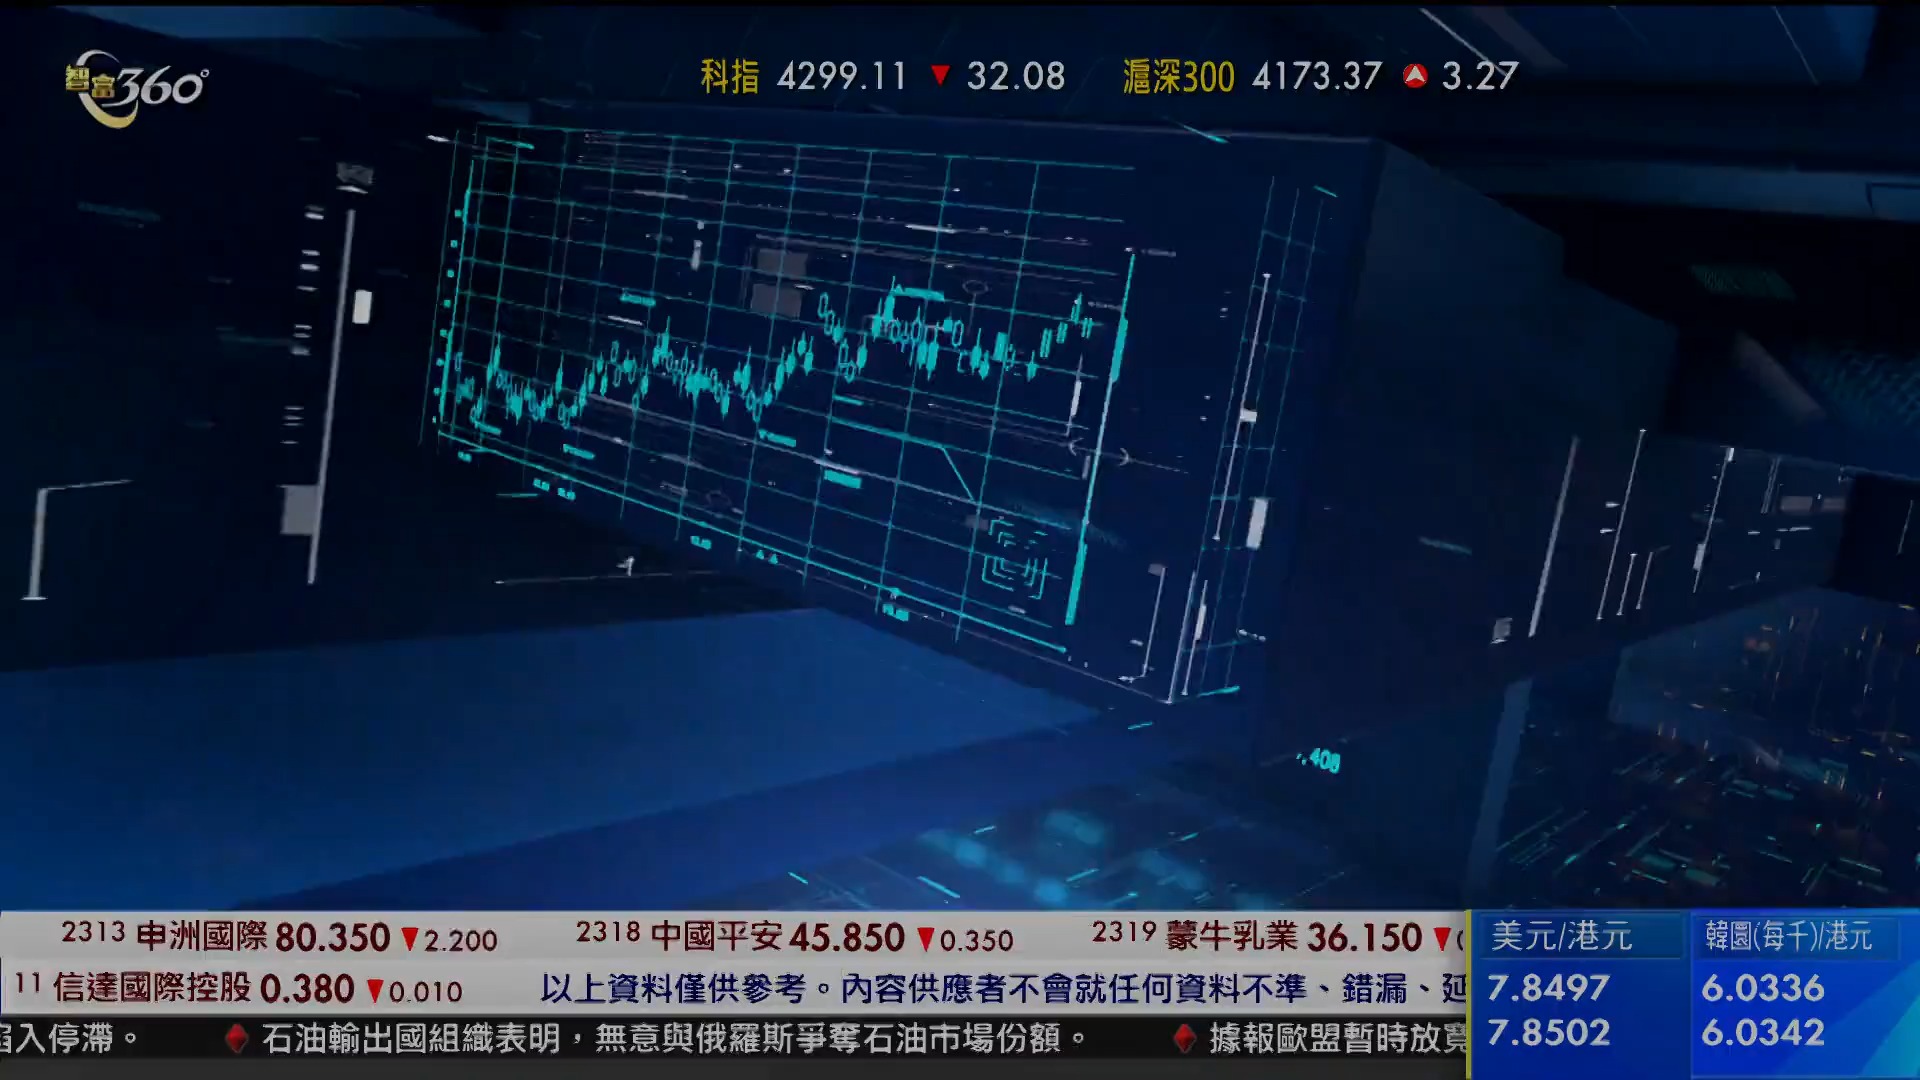 智富360°
科指 4299.11 ▼ 32.08 滬深300 4173.37 ▲ 3.27
.408
2313 申洲國際 80.350 ▼2.200 2318 中國平安 45.850 ▼0.350 2319 蒙牛乳業 36.150 ▼
11 信達國際控股 0.380 ▼0.010 以上資料僅供參考。內容供應者不會就任何資料不準、錯漏、延
入停滯。 ◆ 石油輸出國組織表明，無意與俄羅斯爭奪石油市場份額。 ◆ 據報歐盟暫時放寬
美元/港元 韓圜(每千)/港元
7.8497 6.0336
7.8502 6.0342